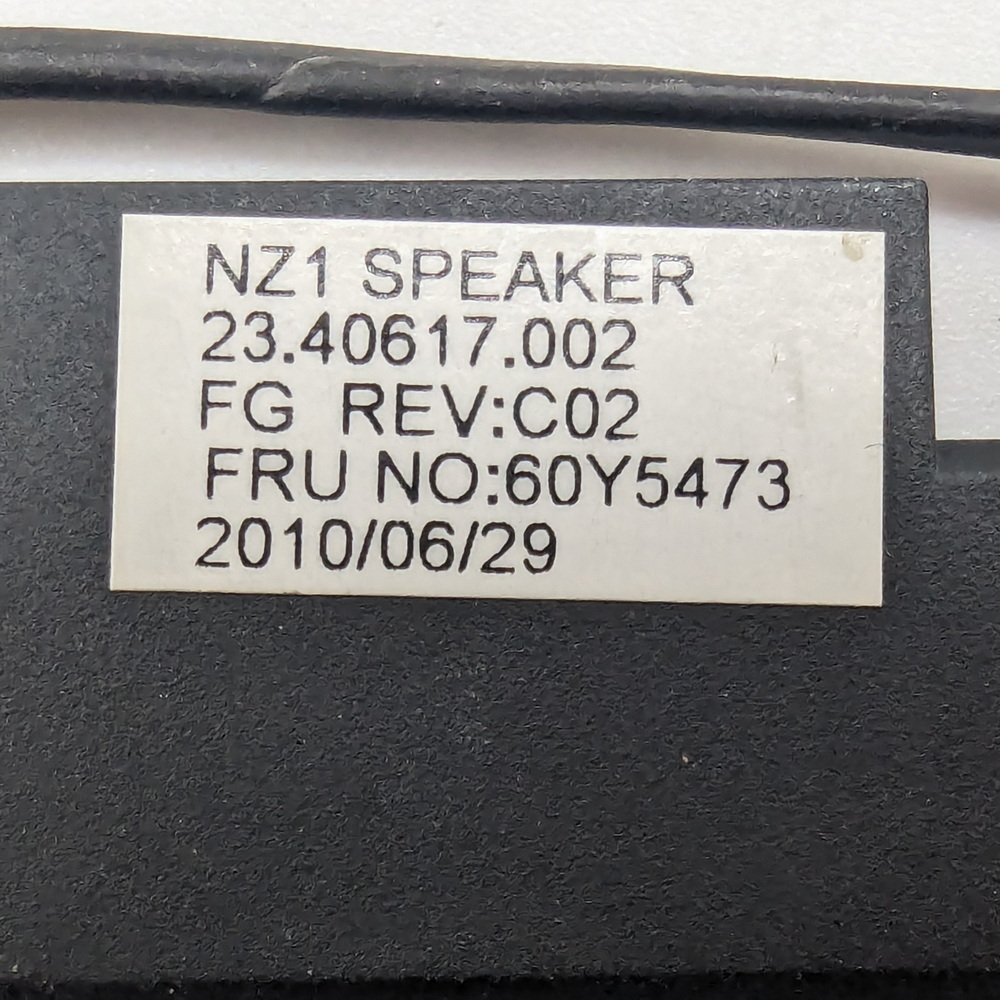 NZ1 SPEAKER
23.40617.002
FG REV:C02
FRU NO:60Y5473
2010/06/29